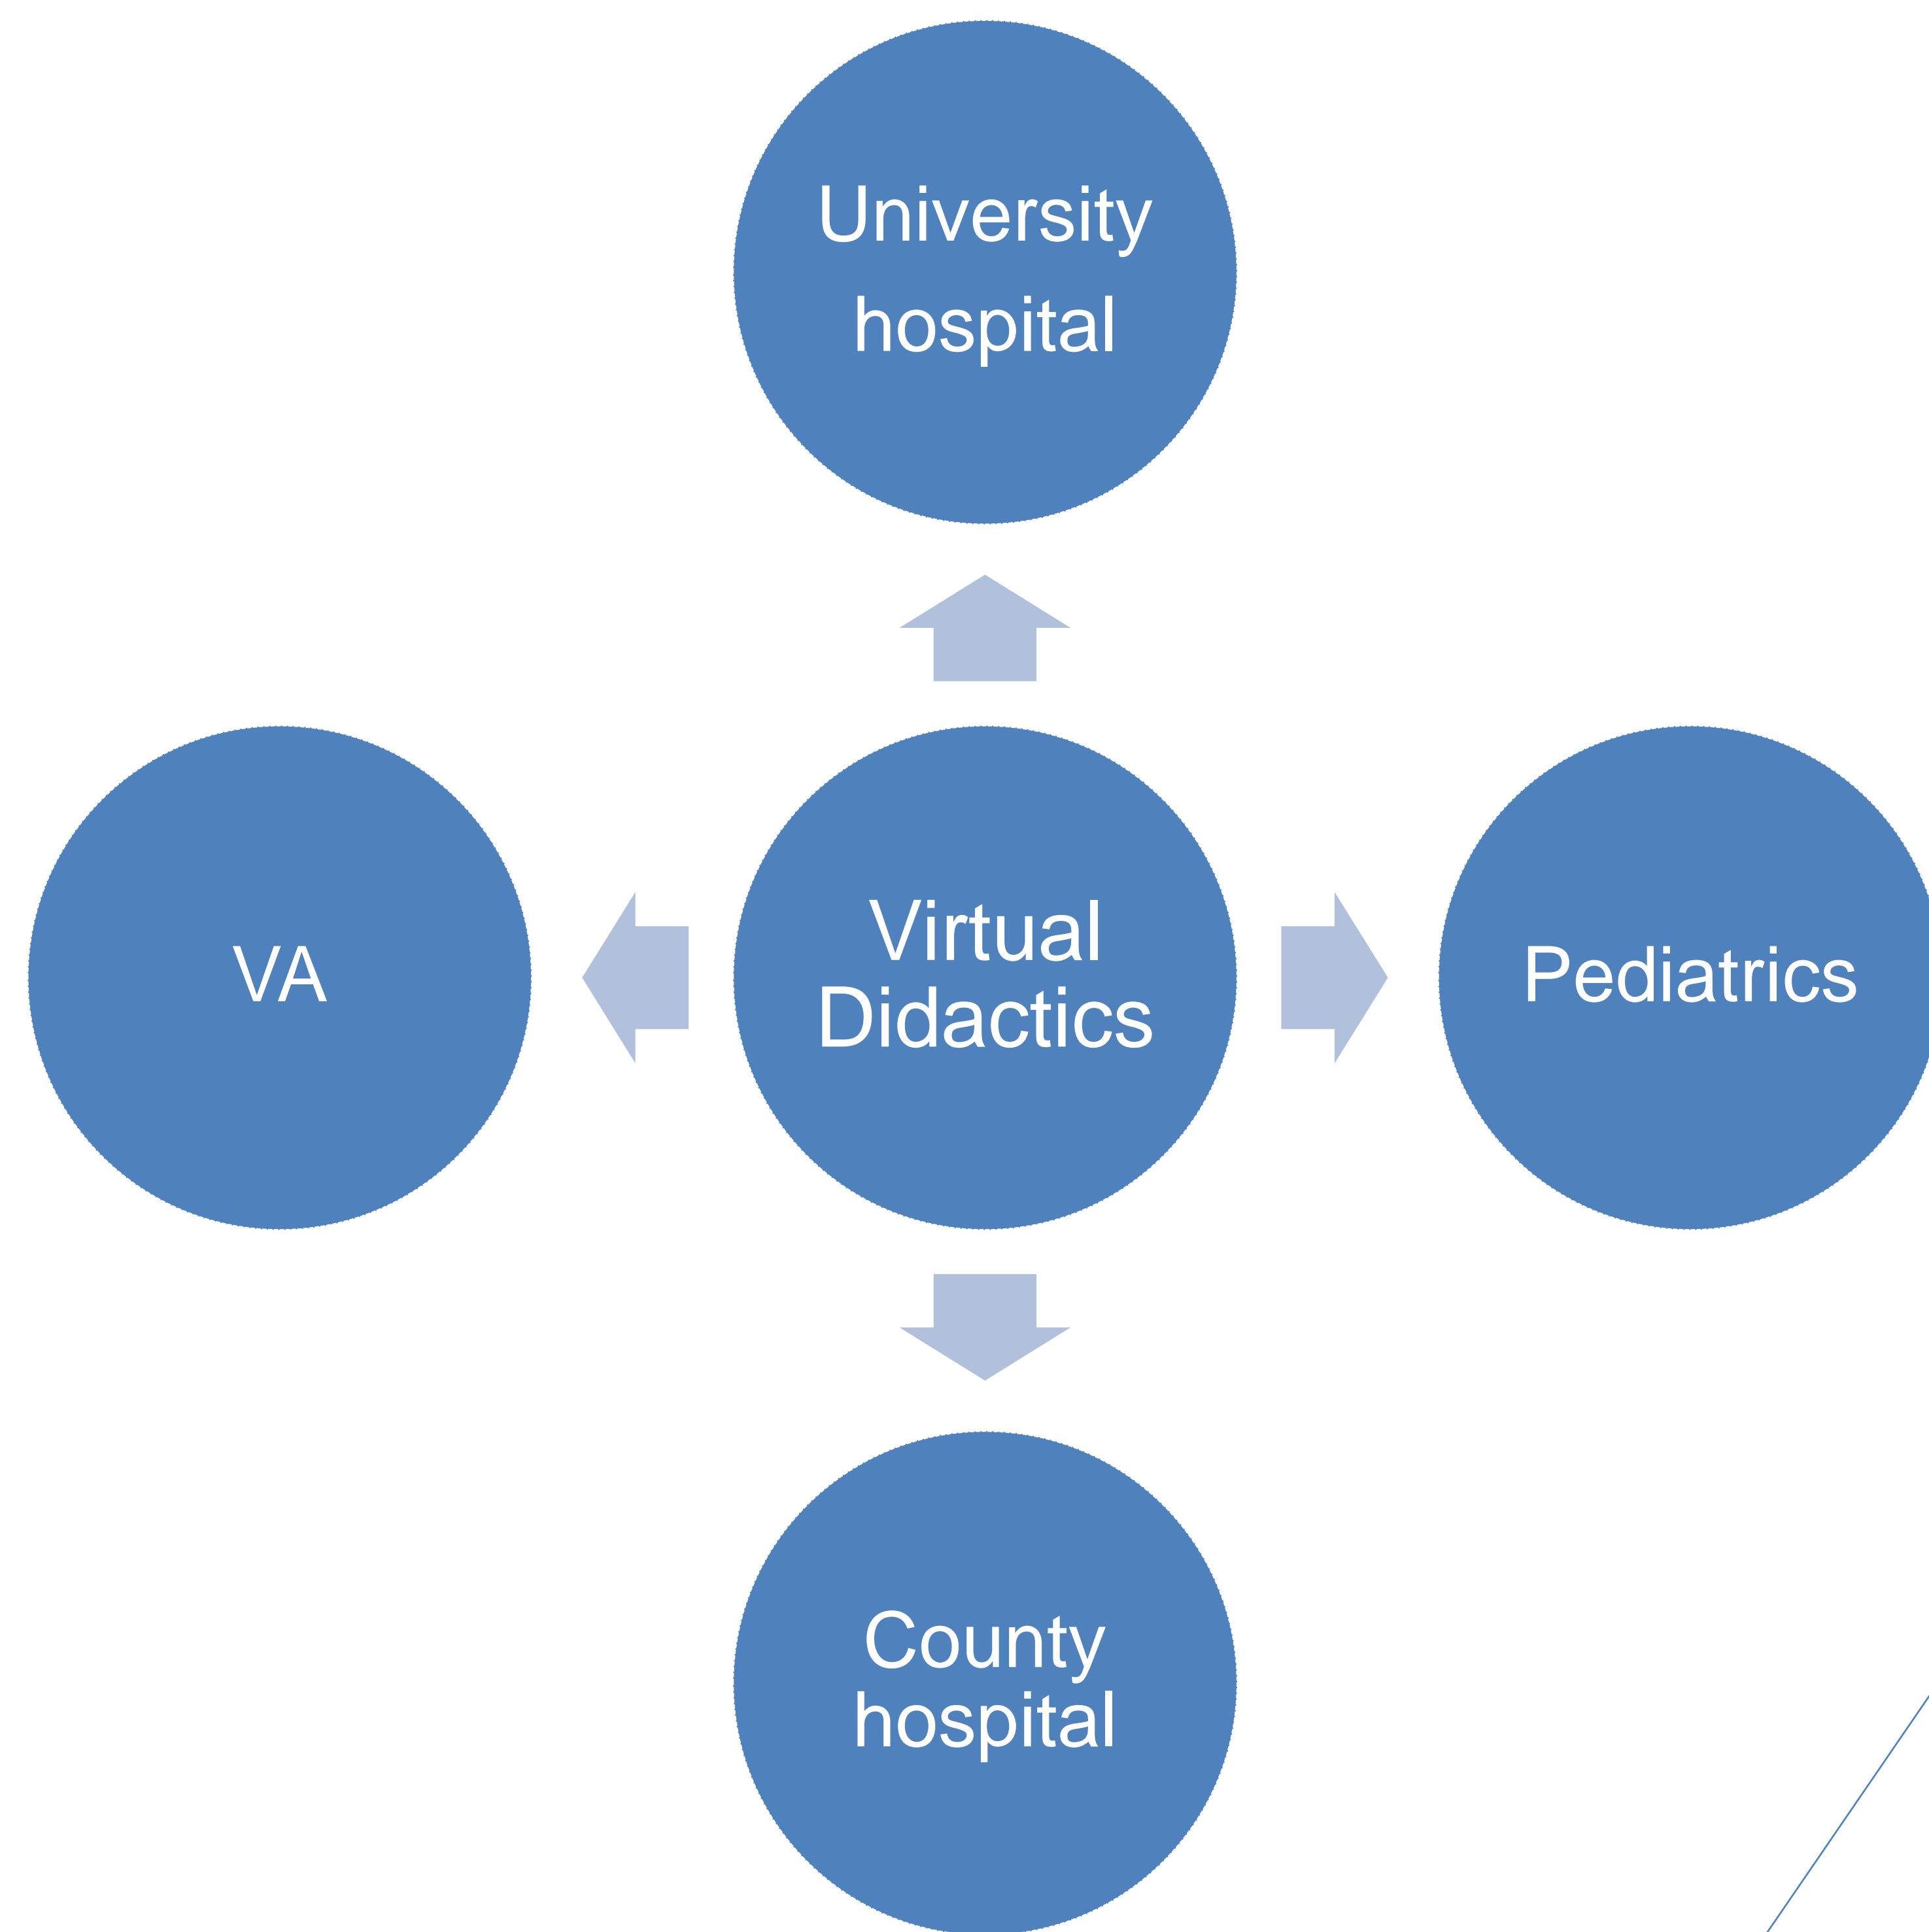 University
hospital
VA
Virtual
Didactics
Pediatrics
County
hospital